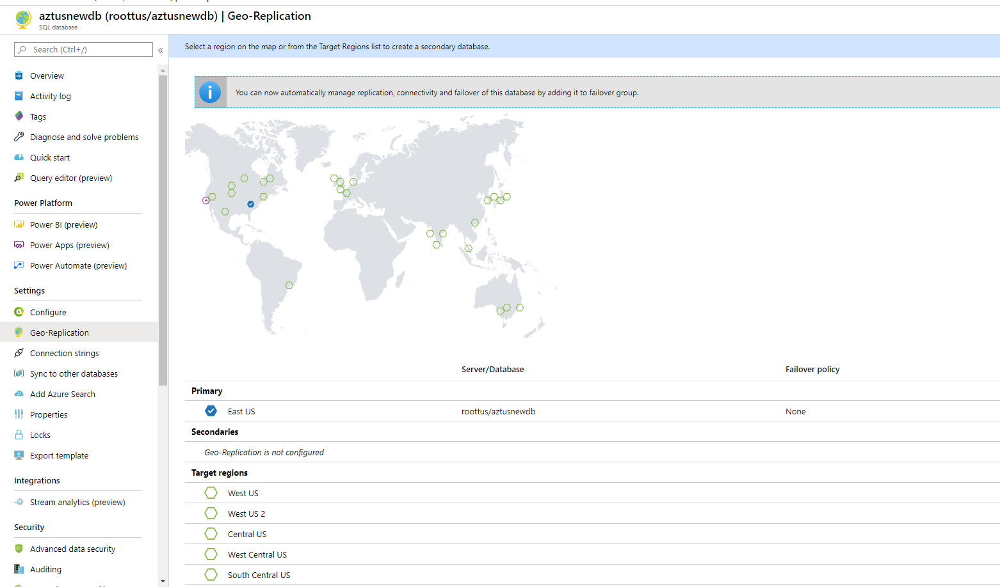 aztusnewdb (roottus/aztusnewdb) | Geo-Replication
SQL database
Search (Ctrl+/)
«
Overview
Activity log
Tags
Diagnose and solve problems
Quick start
Query editor (preview)
Power Platform
Power BI (preview)
Power Apps (preview)
Power Automate (preview)
Settings
Configure
Geo-Replication
Connection strings
Sync to other databases
Add Azure Search
Properties
Locks
Export template
Integrations
Stream analytics (preview)
Security
Advanced data security
Auditing
Select a region on the map or from the Target Regions list to create a secondary database.
You can now automatically manage replication, connectivity and failover of this database by adding it to failover group.
Server/Database Failover policy
Primary
East US roottus/aztusnewdb None
Secondaries
Geo-Replication is not configured
Target regions
West US
West US 2
Central US
West Central US
South Central US